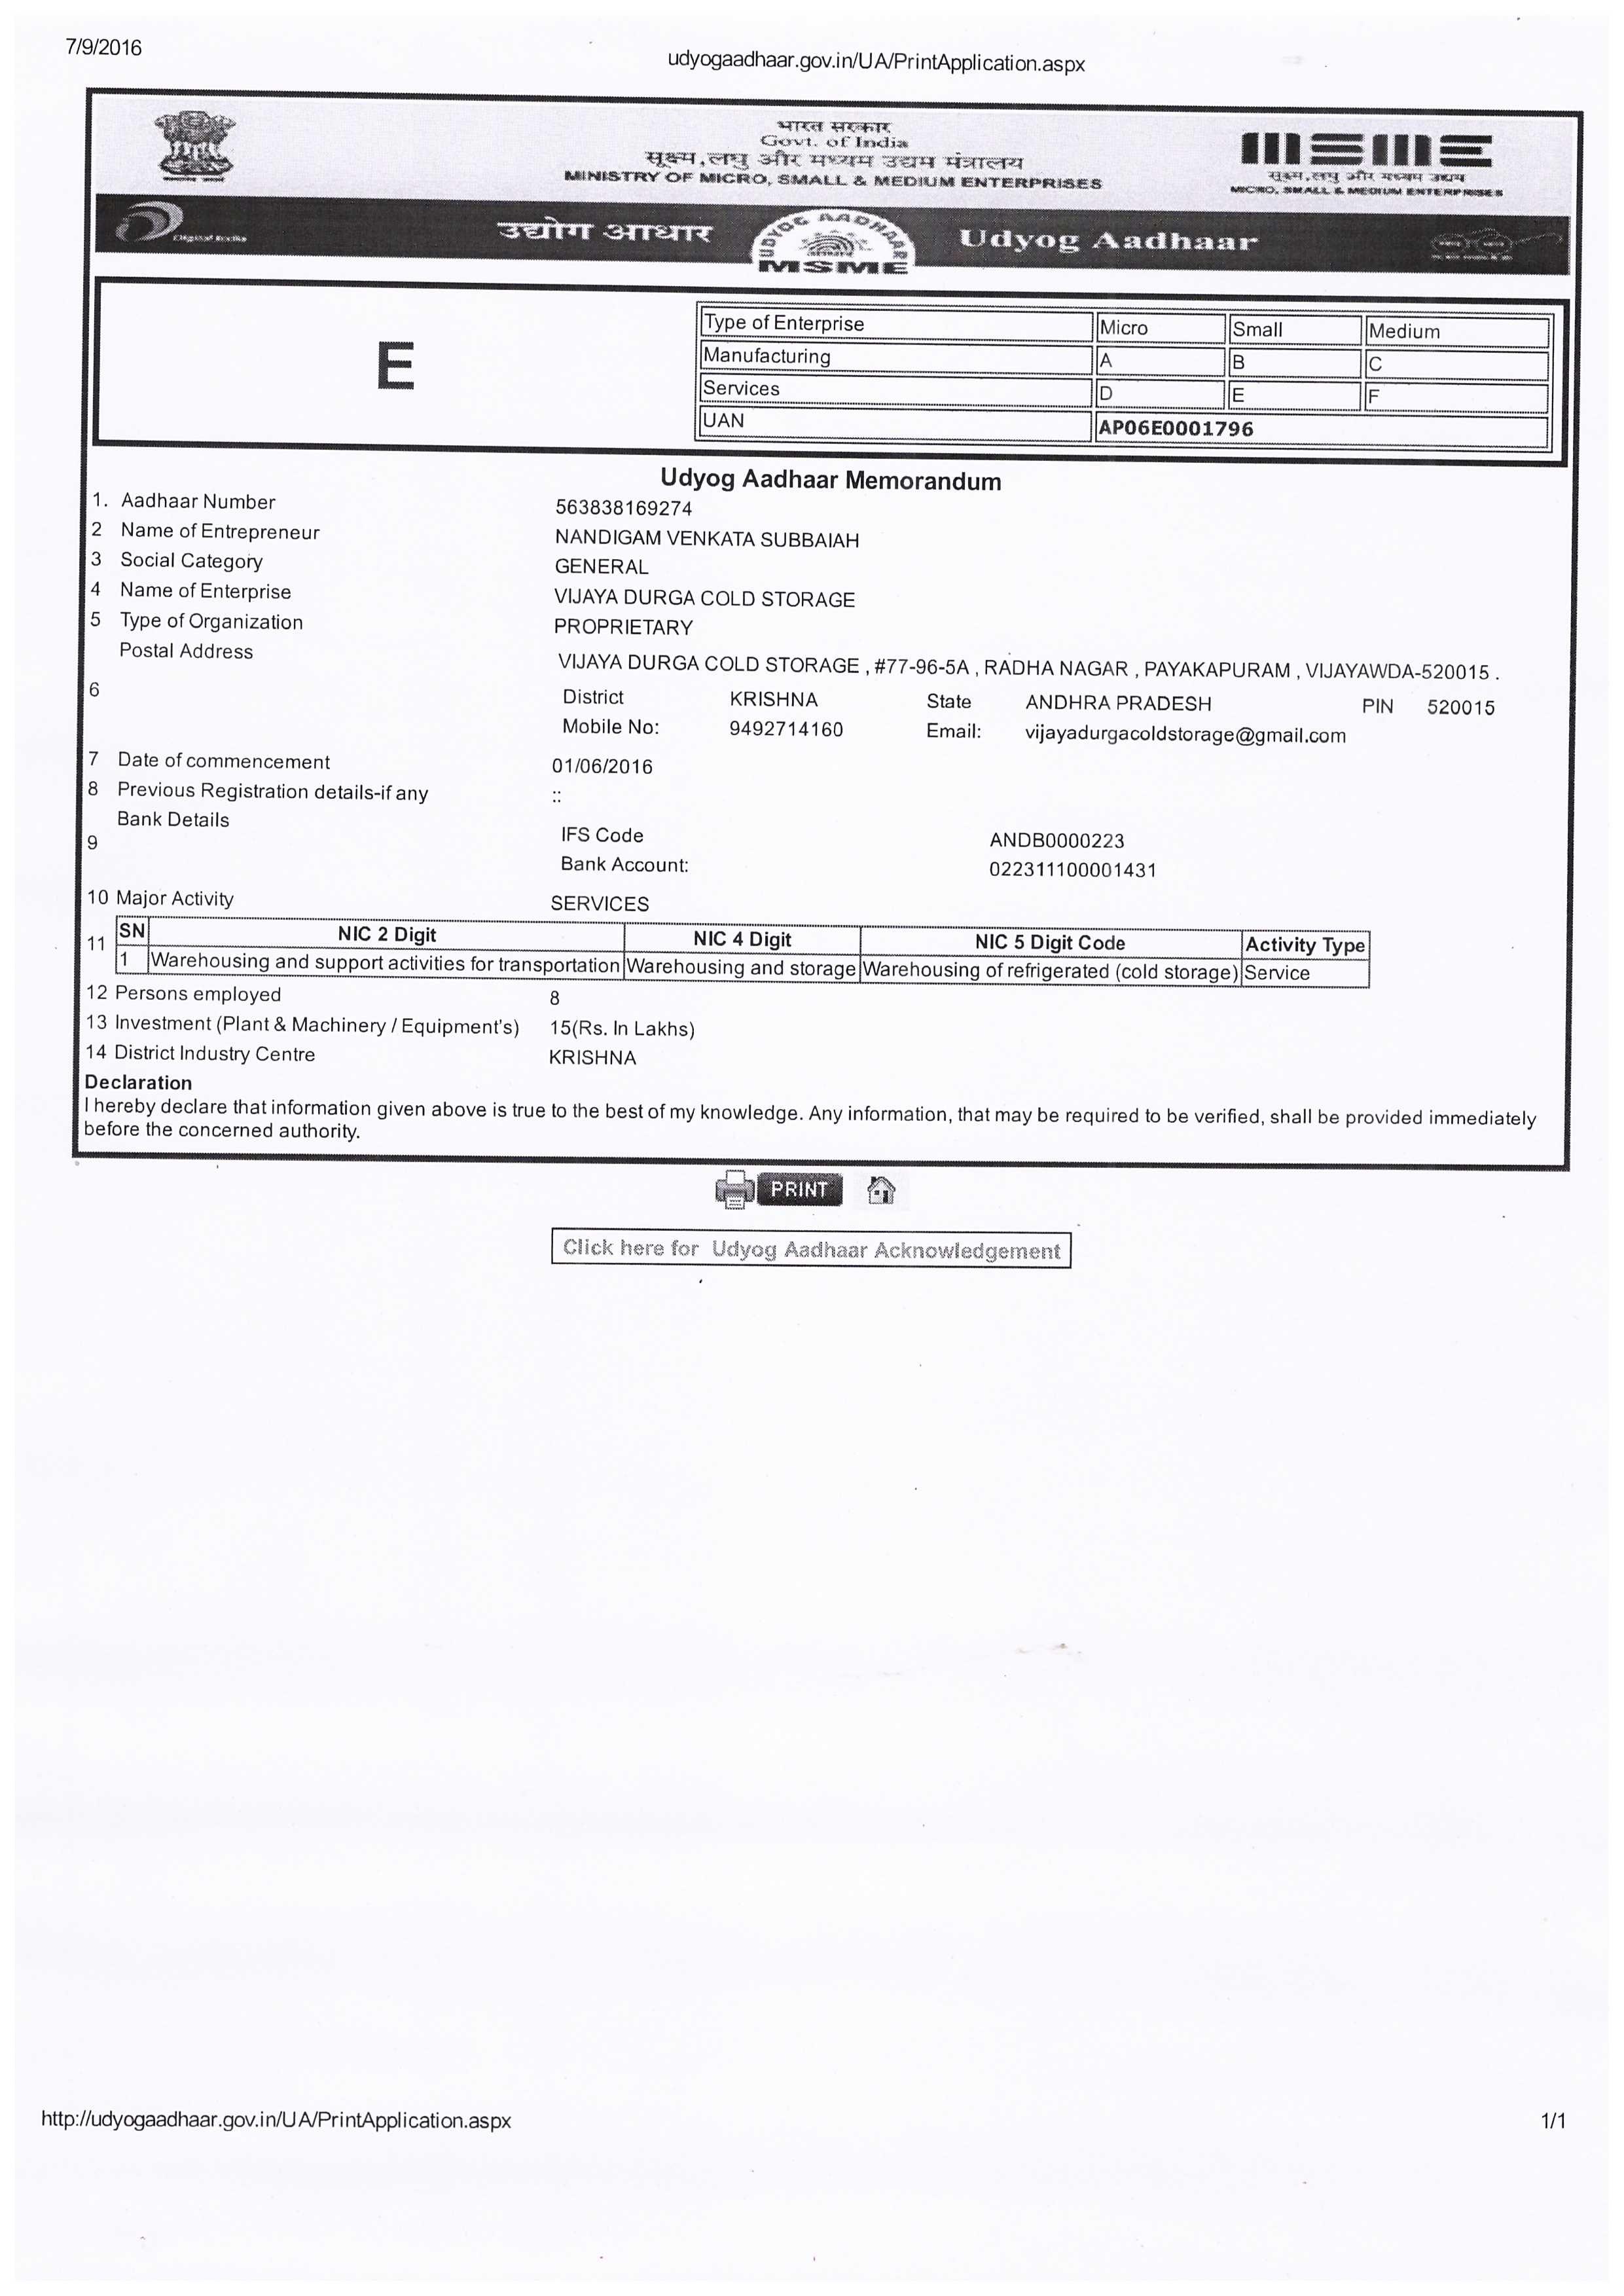 7/9/2016
udyogaadhaar.gov.in/UA/PrintApplication.aspx
भारत सरकार
Govt. of India
सूक्ष्म,लघु और मध्यम उद्यम मंत्रालय
MINISTRY OF MICRO, SMALL & MEDIUM ENTERPRISES
MSME
सूक्ष्म,लघु और मध्यम उद्यम
MICRO, SMALL & MEDIUM ENTERPRISES
Digital India
उद्योग आधार
UDYOG AADHAAR
MSME
Udyog Aadhaar
E
Type of Enterprise Micro Small Medium
Manufacturing A B C
Services D E F
UAN AP06E0001796
Udyog Aadhaar Memorandum
1. Aadhaar Number 563838169274
2 Name of Entrepreneur NANDIGAM VENKATA SUBBAIAH
3 Social Category GENERAL
4 Name of Enterprise VIJAYA DURGA COLD STORAGE
5 Type of Organization PROPRIETARY
Postal Address VIJAYA DURGA COLD STORAGE , #77-96-5A , RADHA NAGAR , PAYAKAPURAM , VIJAYAWDA-520015 .
6 District KRISHNA State ANDHRA PRADESH PIN 520015
Mobile No: 9492714160 Email: vijayadurgacoldstorage@gmail.com
7 Date of commencement 01/06/2016
8 Previous Registration details-if any ::
Bank Details
9 IFS Code ANDB0000223
Bank Account: 022311100001431
10 Major Activity SERVICES
11 SN NIC 2 Digit NIC 4 Digit NIC 5 Digit Code Activity Type
1 Warehousing and support activities for transportation Warehousing and storage Warehousing of refrigerated (cold storage) Service
12 Persons employed 8
13 Investment (Plant & Machinery / Equipment's) 15(Rs. In Lakhs)
14 District Industry Centre KRISHNA
Declaration
I hereby declare that information given above is true to the best of my knowledge. Any information, that may be required to be verified, shall be provided immediately
before the concerned authority.
PRINT
Click here for Udyog Aadhaar Acknowledgement
http://udyogaadhaar.gov.in/UA/PrintApplication.aspx
1/1